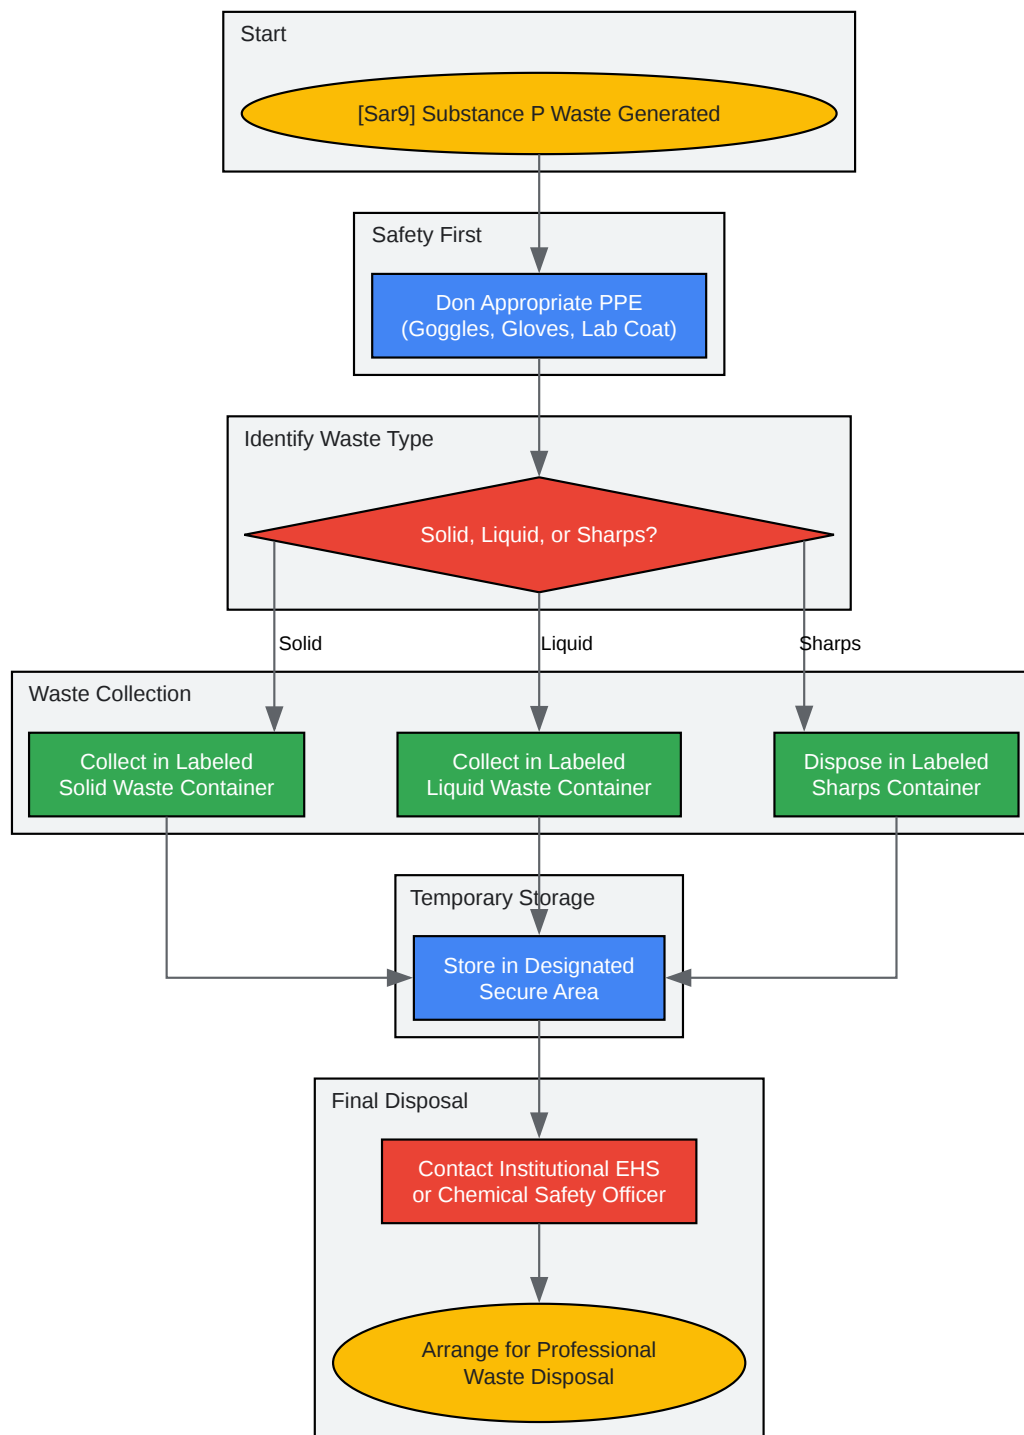 Start
[Sar9] Substance P Waste Generated
Safety First
Don Appropriate PPE
(Goggles, Gloves, Lab Coat)
Identify Waste Type
Solid, Liquid, or Sharps?
Solid
Liquid
Sharps
Waste Collection
Collect in Labeled
Solid Waste Container
Collect in Labeled
Liquid Waste Container
Dispose in Labeled
Sharps Container
Temporary Storage
Store in Designated
Secure Area
Final Disposal
Contact Institutional EHS
or Chemical Safety Officer
Arrange for Professional
Waste Disposal